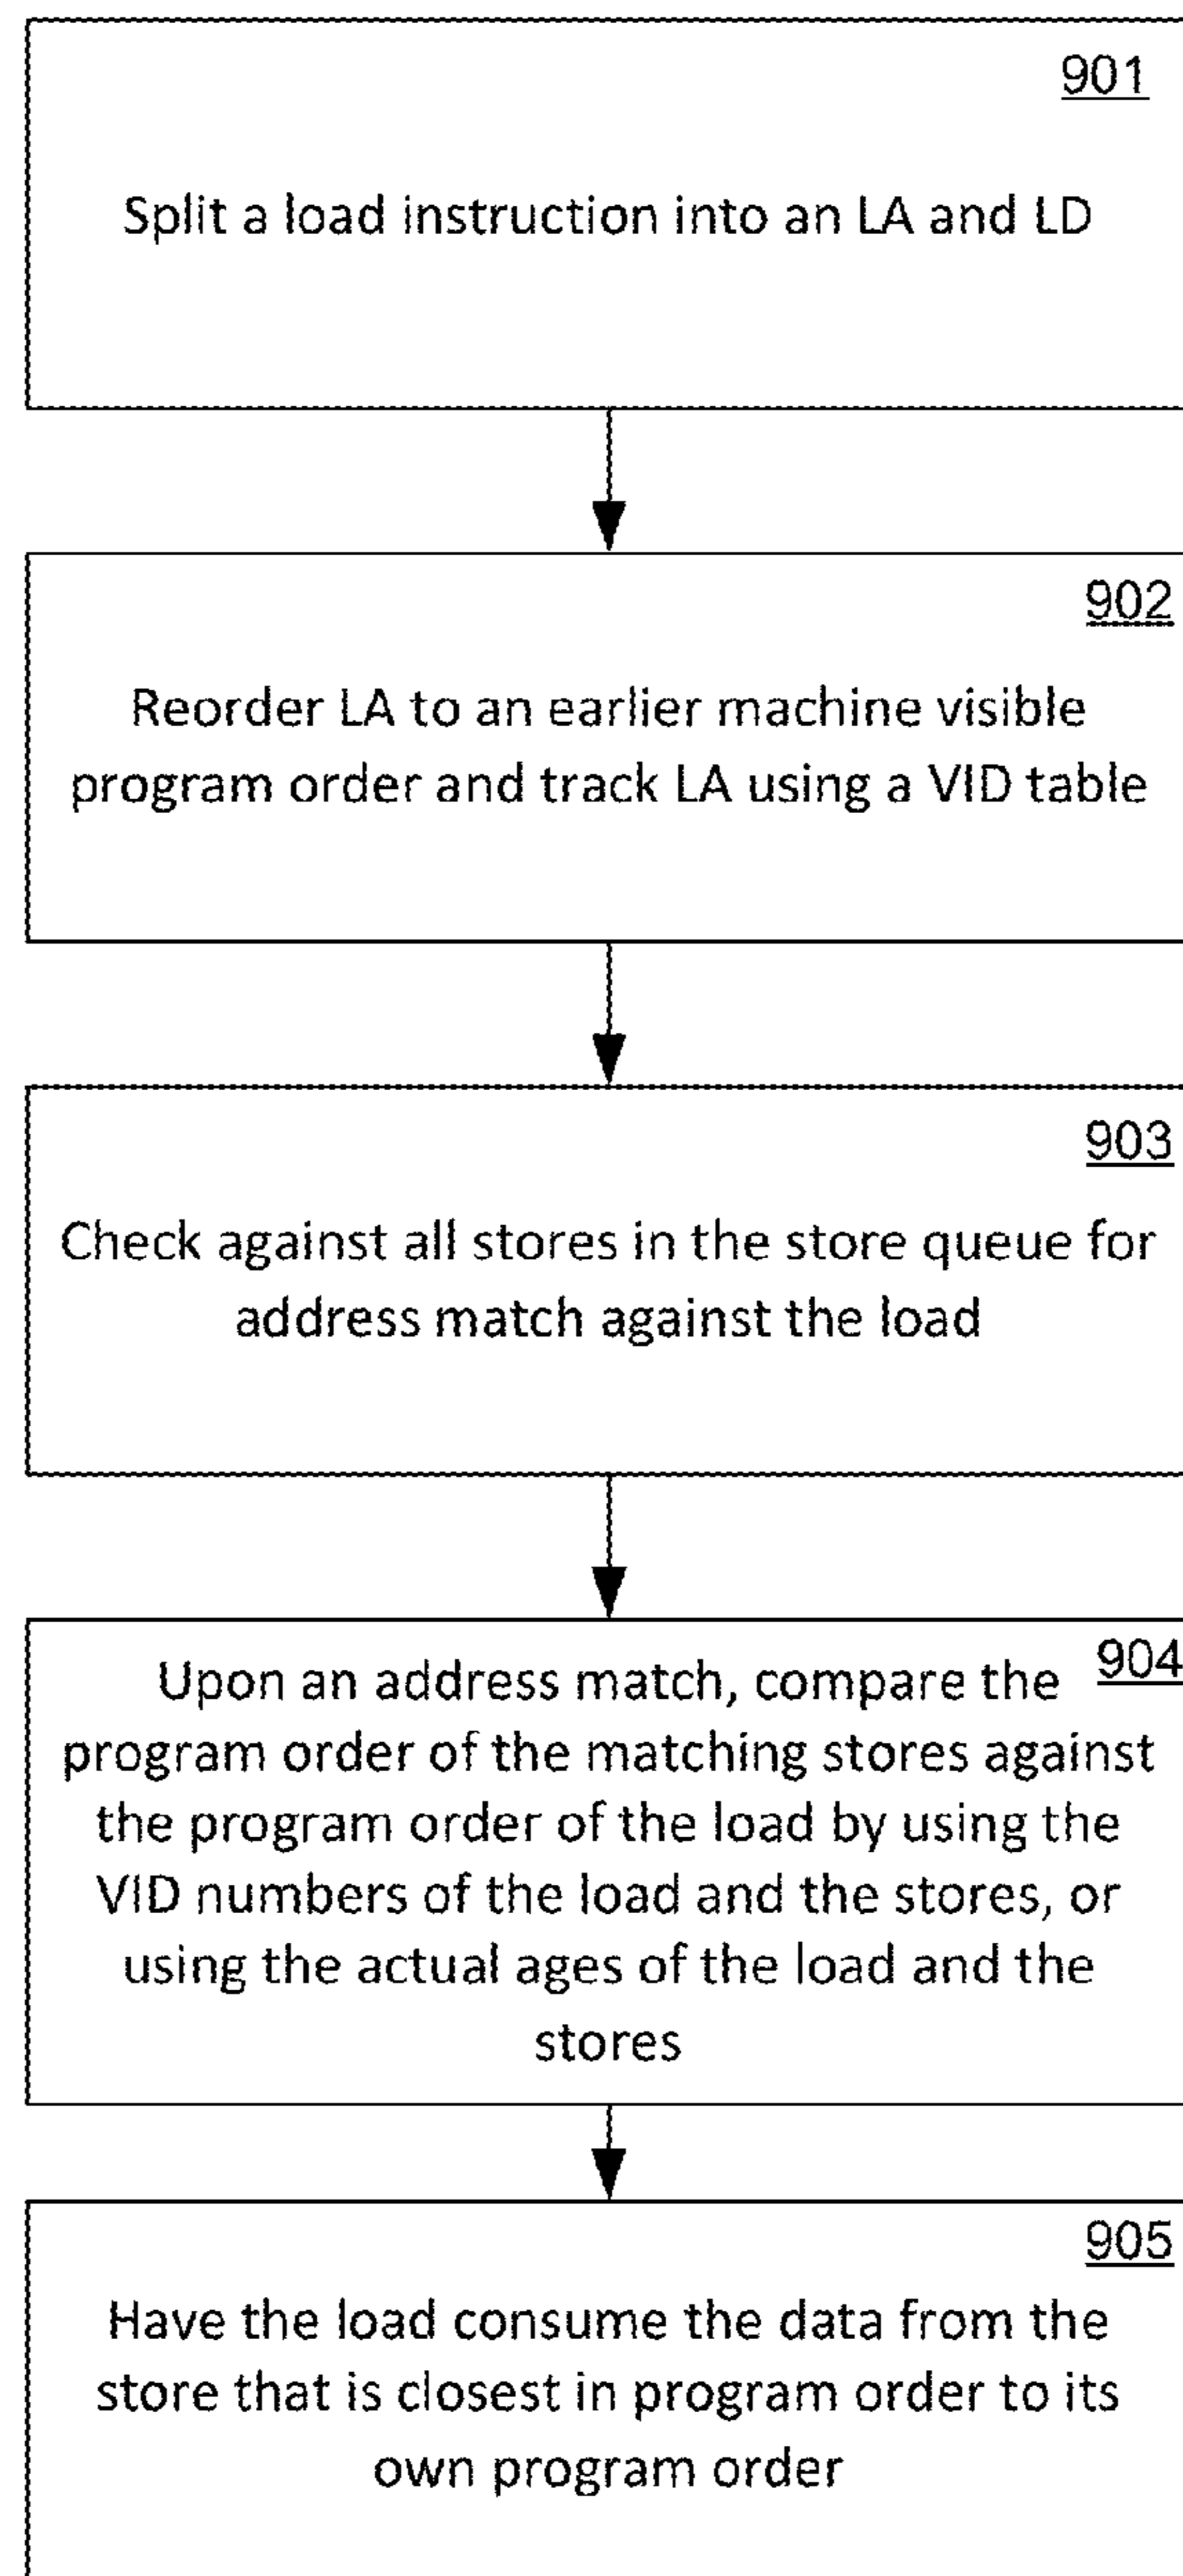 901
Split a load instruction into an LA and LD
902
Reorder LA to an earlier machine visible
program order and track LA using a VID table
903
Check against all stores in the store queue for
address match against the load
904
Upon an address match, compare the
program order of the matching stores against
the program order of the load by using the
VID numbers of the load and the stores, or
using the actual ages of the load and the
stores
905
Have the load consume the data from the
store that is closest in program order to its
own program order